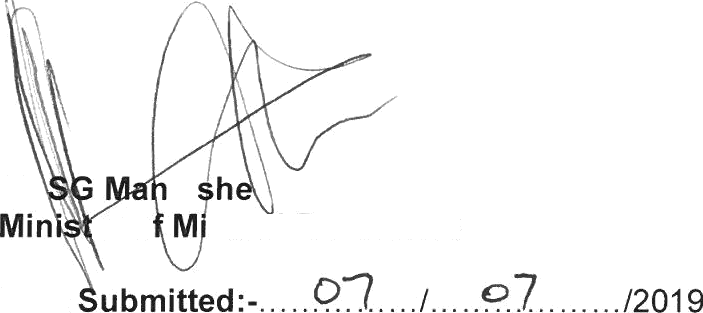 SG Man she
Minist f Mi
Submitted:-...............07.../......07............/2019